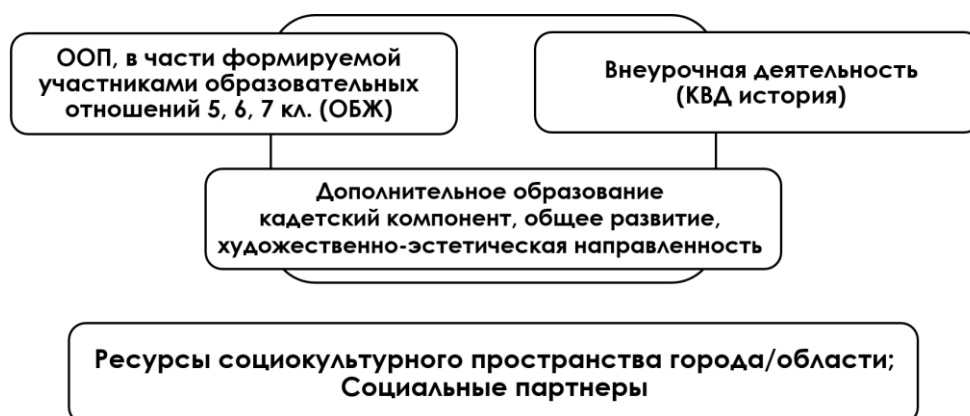 ООП, в части формируемой
участниками образовательных
отношений 5, 6, 7 кл. (ОБЖ)
Внеурочная деятельность
(КВД история)
Дополнительное образование
кадетский компонент, общее развитие,
художественно-эстетическая направленность
Ресурсы социокультурного пространства города/области;
Социальные партнеры